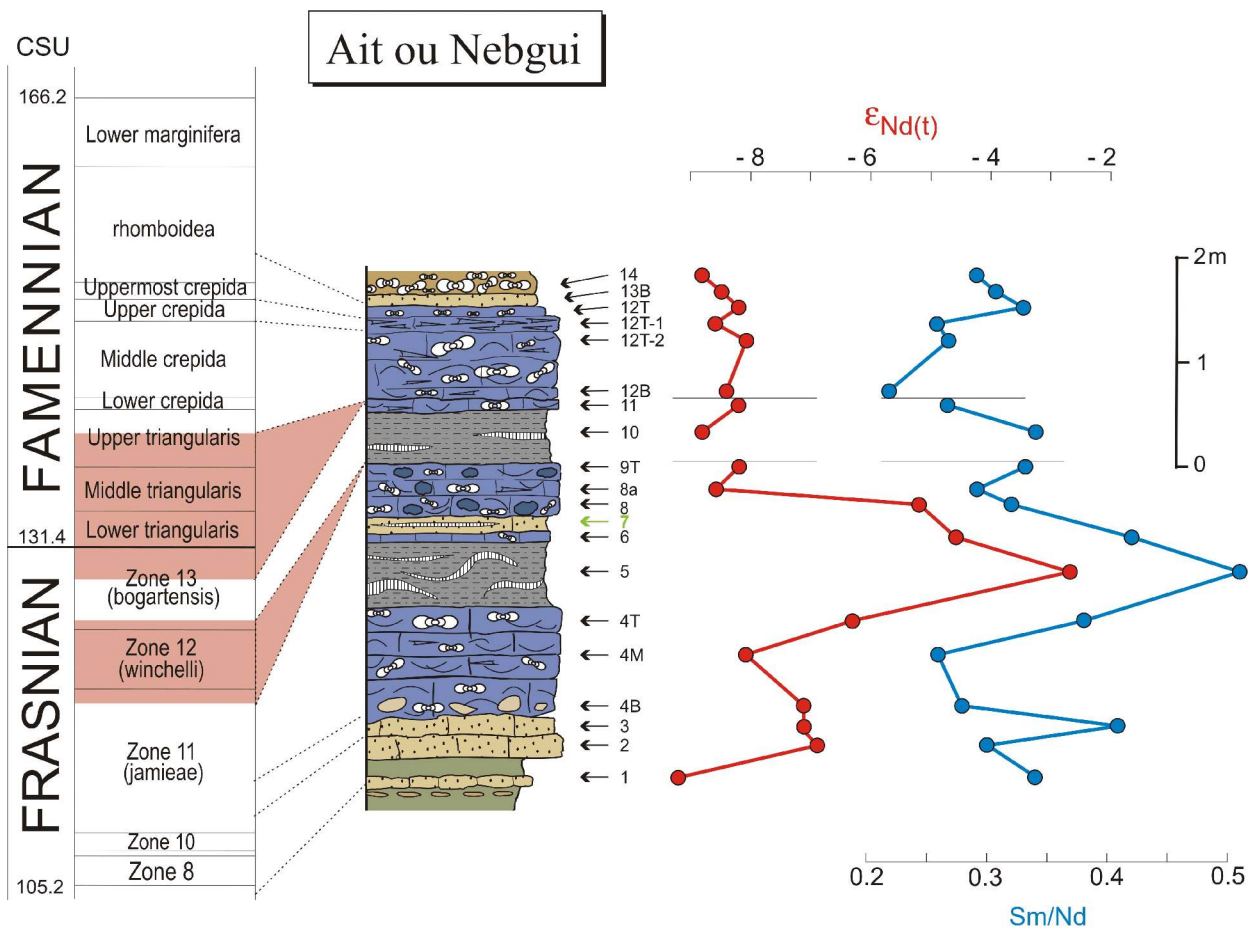 CSU
Ait ou Nebgui
166.2
FAMENNIAN
Lower marginifera
rhomboidea
Uppermost crepida
Upper crepida
Middle crepida
Lower crepida
Upper triangularis
Middle triangularis
Lower triangularis
131.4
FRASNIAN
Zone 13
(bogartensis)
Zone 12
(winchelli)
Zone 11
(jamieae)
Zone 10
Zone 8
105.2
14
13B
12T
12T-1
12T-2
12B
11
10
9T
8a
8
7
6
5
4T
4M
4B
3
2
1
εNd(t)
- 8 - 6 - 4 - 2
2m
1
0
0.2 0.3 0.4 0.5
Sm/Nd